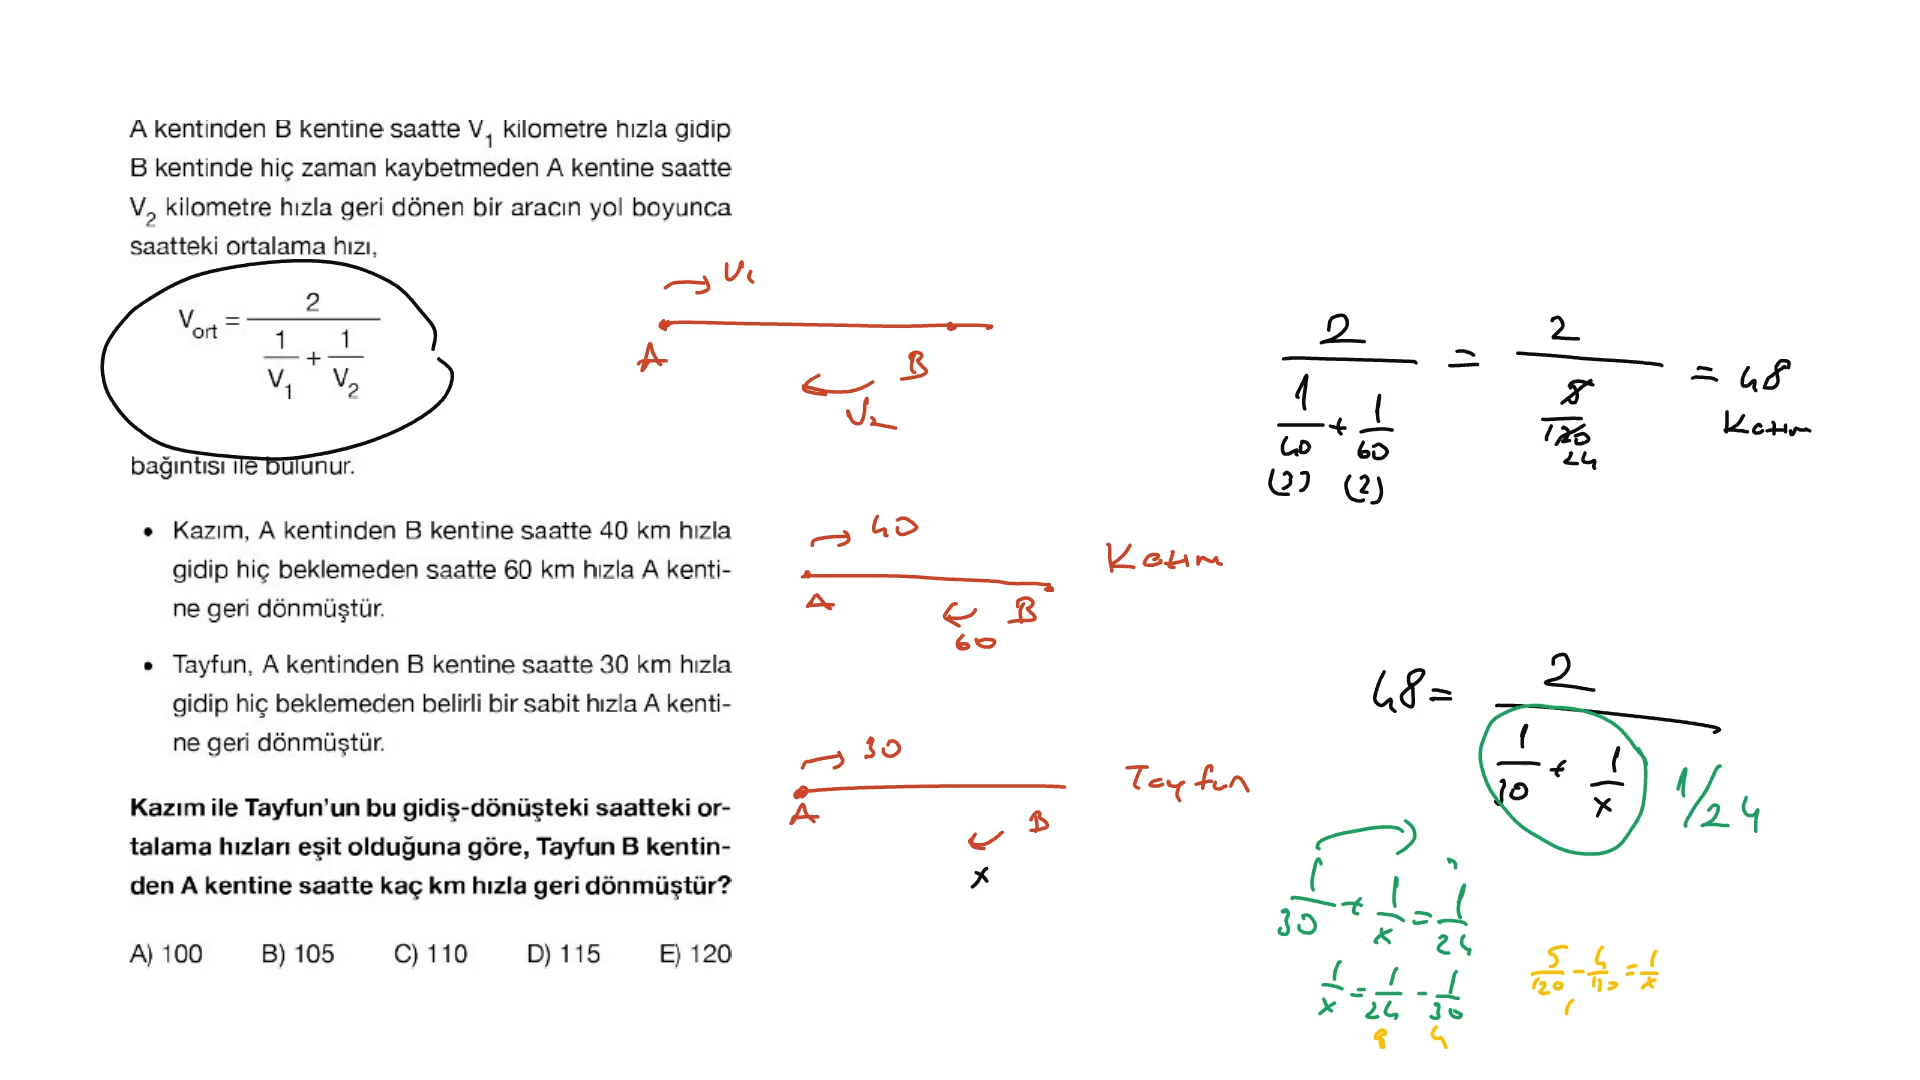 A kentinden B kentine saatte V₁ kilometre hızla gidip
B kentinde hiç zaman kaybetmeden A kentine saatte
V₂ kilometre hızla geri dönen bir aracın yol boyunca
saatteki ortalama hızı,
V_ort = 2 / (1/V₁ + 1/V₂)
bağıntısı ile bulunur.
• Kazım, A kentinden B kentine saatte 40 km hızla
gidip hiç beklemeden saatte 60 km hızla A kenti-
ne geri dönmüştür.
• Tayfun, A kentinden B kentine saatte 30 km hızla
gidip hiç beklemeden belirli bir sabit hızla A kenti-
ne geri dönmüştür.
Kazım ile Tayfun'un bu gidiş-dönüşteki saatteki or-
talama hızları eşit olduğuna göre, Tayfun B kentin-
den A kentine saatte kaç km hızla geri dönmüştür?
A) 100 B) 105 C) 110 D) 115 E) 120
V₁
A B
V₂
40
A B
60
Kazım
30
A B
x
Tayfun
2 / (1/40 + 1/60) = 2 / (5/120) = 48
(3) (2)
24
Kazım
48 = 2 / (1/30 + 1/x)
1/24
1/30 + 1/x = 1/24
1/x = 1/24 - 1/30
4
5/120 - 4/120 = 1/x